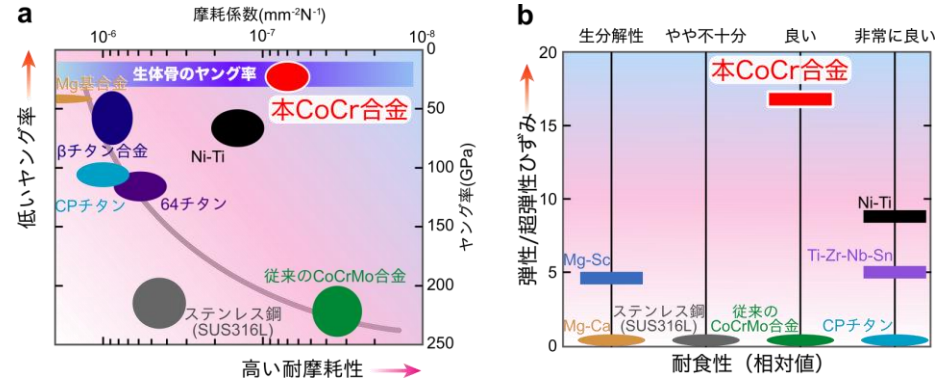 a
摩耗係数(mm⁻²N⁻¹)
10⁻⁶
10⁻⁷
10⁻⁸
0
50
100
150
200
250
ヤング率(GPa)
低いヤング率
生体骨のヤング率
Mg基合金
本CoCr合金
Ni-Ti
βチタン合金
CPチタン
64チタン
従来のCoCrMo合金
ステンレス鋼
(SUS316L)
高い耐摩耗性
b
生分解性
やや不十分
良い
非常に良い
20
15
10
5
0
弾性/超弾性ひずみ
本CoCr合金
Ni-Ti
Mg-Sc
Ti-Zr-Nb-Sn
Mg-Ca
ステンレス鋼
(SUS316L)
従来の
CoCrMo合金
CPチタン
耐食性（相対値）